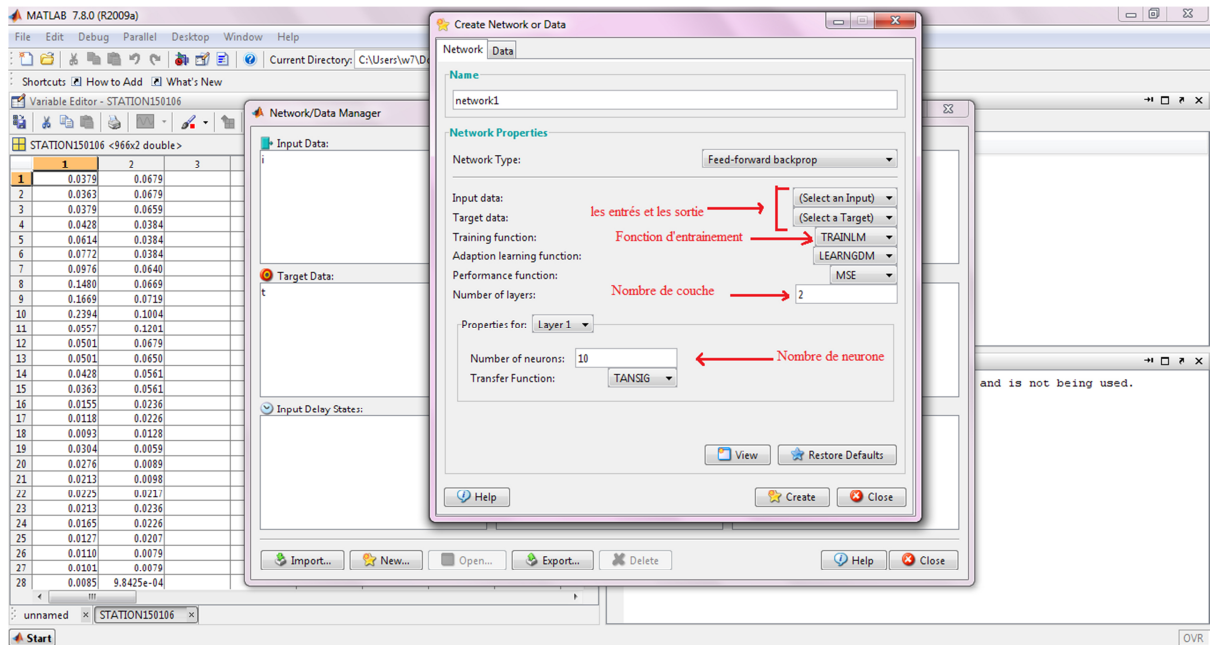 MATLAB 7.8.0 (R2009a)
File Edit Debug Parallel Desktop Window Help
Current Directory: C:\Users\w7\Do
Shortcuts How to Add What's New
Variable Editor - STATION150106
STATION150106 <966x2 double>
1 2 3
1 0.0379 0.0679
2 0.0363 0.0679
3 0.0379 0.0659
4 0.0428 0.0384
5 0.0614 0.0384
6 0.0772 0.0384
7 0.0976 0.0640
8 0.1480 0.0669
9 0.1669 0.0719
10 0.2394 0.1004
11 0.0557 0.1201
12 0.0501 0.0679
13 0.0501 0.0650
14 0.0428 0.0561
15 0.0363 0.0561
16 0.0155 0.0236
17 0.0118 0.0226
18 0.0093 0.0128
19 0.0304 0.0059
20 0.0276 0.0089
21 0.0213 0.0098
22 0.0225 0.0217
23 0.0213 0.0236
24 0.0165 0.0226
25 0.0127 0.0207
26 0.0110 0.0079
27 0.0101 0.0079
28 0.0085 9.8425e-04
unnamed STATION150106
Start
OVR
Network/Data Manager
Input Data:
i
Target Data:
t
Input Delay States:
Import... New... Open... Export... Delete Help Close
Create Network or Data
Network Data
Name
network1
Network Properties
Network Type: Feed-forward backprop
Input data: (Select an Input)
les entrés et les sortie
Target data: (Select a Target)
Training function: Fonction d'entrainement TRAINLM
Adaption learning function: LEARNGDM
Performance function: MSE
Number of layers: Nombre de couche 2
Properties for: Layer 1
Number of neurons: 10 Nombre de neurone
Transfer Function: TANSIG
View Restore Defaults
Help Create Close
and is not being used.